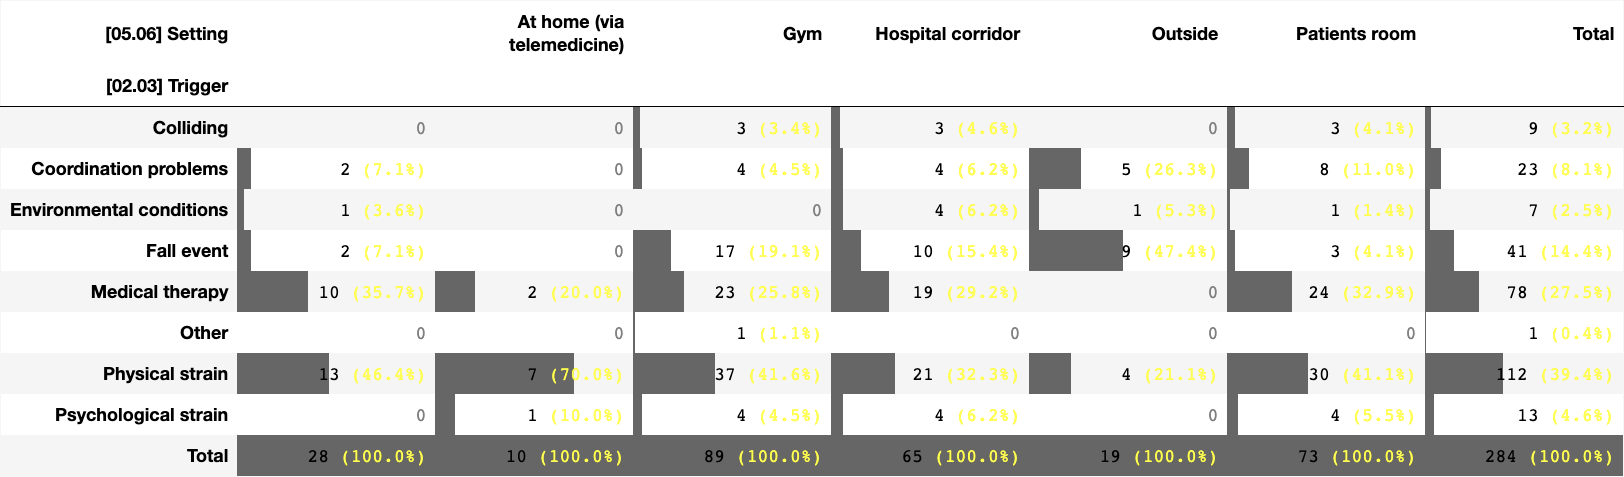 [05.06] Setting At home (via telemedicine) Gym Hospital corridor Outside Patients room Total
[02.03] Trigger
Colliding 0 0 3 (3.4%) 3 (4.6%) 0 3 (4.1%) 9 (3.2%)
Coordination problems 2 (7.1%) 0 4 (4.5%) 4 (6.2%) 5 (26.3%) 8 (11.0%) 23 (8.1%)
Environmental conditions 1 (3.6%) 0 0 4 (6.2%) 1 (5.3%) 1 (1.4%) 7 (2.5%)
Fall event 2 (7.1%) 0 17 (19.1%) 10 (15.4%) 9 (47.4%) 3 (4.1%) 41 (14.4%)
Medical therapy 10 (35.7%) 2 (20.0%) 23 (25.8%) 19 (29.2%) 0 24 (32.9%) 78 (27.5%)
Other 0 0 1 (1.1%) 0 0 0 1 (0.4%)
Physical strain 13 (46.4%) 7 (70.0%) 37 (41.6%) 21 (32.3%) 4 (21.1%) 30 (41.1%) 112 (39.4%)
Psychological strain 0 1 (10.0%) 4 (4.5%) 4 (6.2%) 0 4 (5.5%) 13 (4.6%)
Total 28 (100.0%) 10 (100.0%) 89 (100.0%) 65 (100.0%) 19 (100.0%) 73 (100.0%) 284 (100.0%)